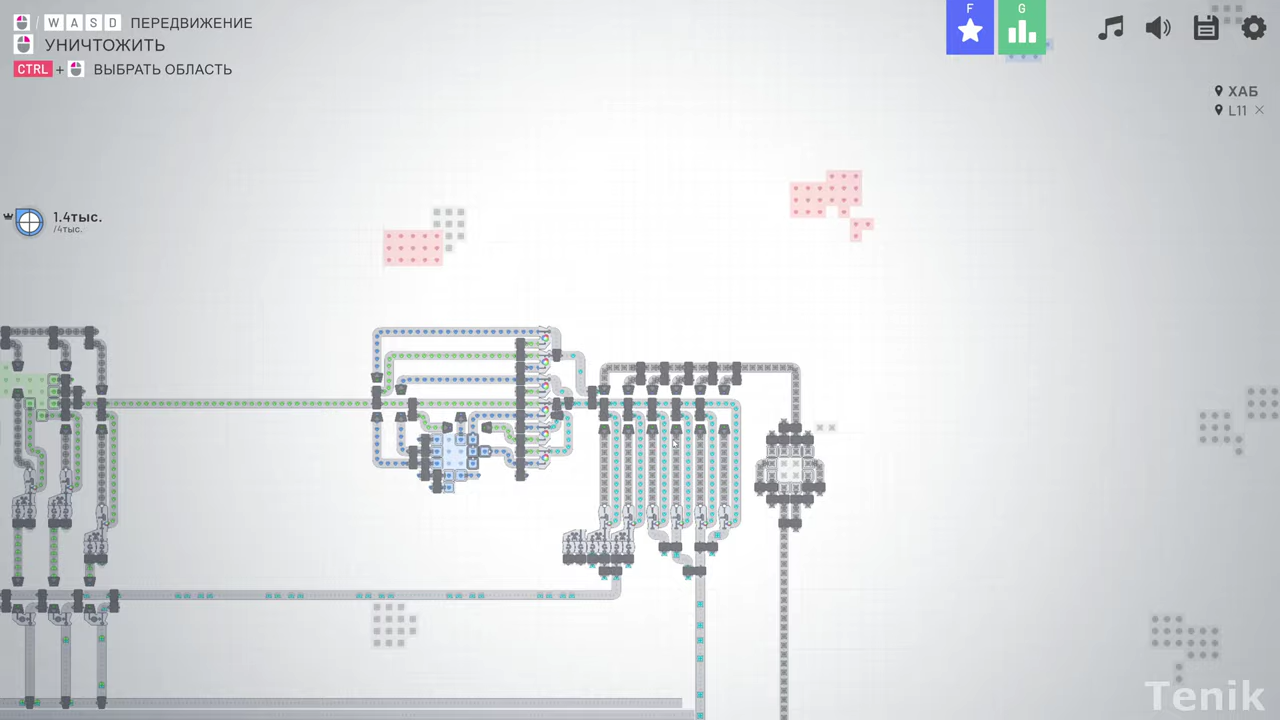 / W A S D ПЕРЕДВИЖЕНИЕ
УНИЧТОЖИТЬ
CTRL + ВЫБРАТЬ ОБЛАСТЬ
F G
ХАБ
L11
1.4тыс.
/4тыс.
Tenik